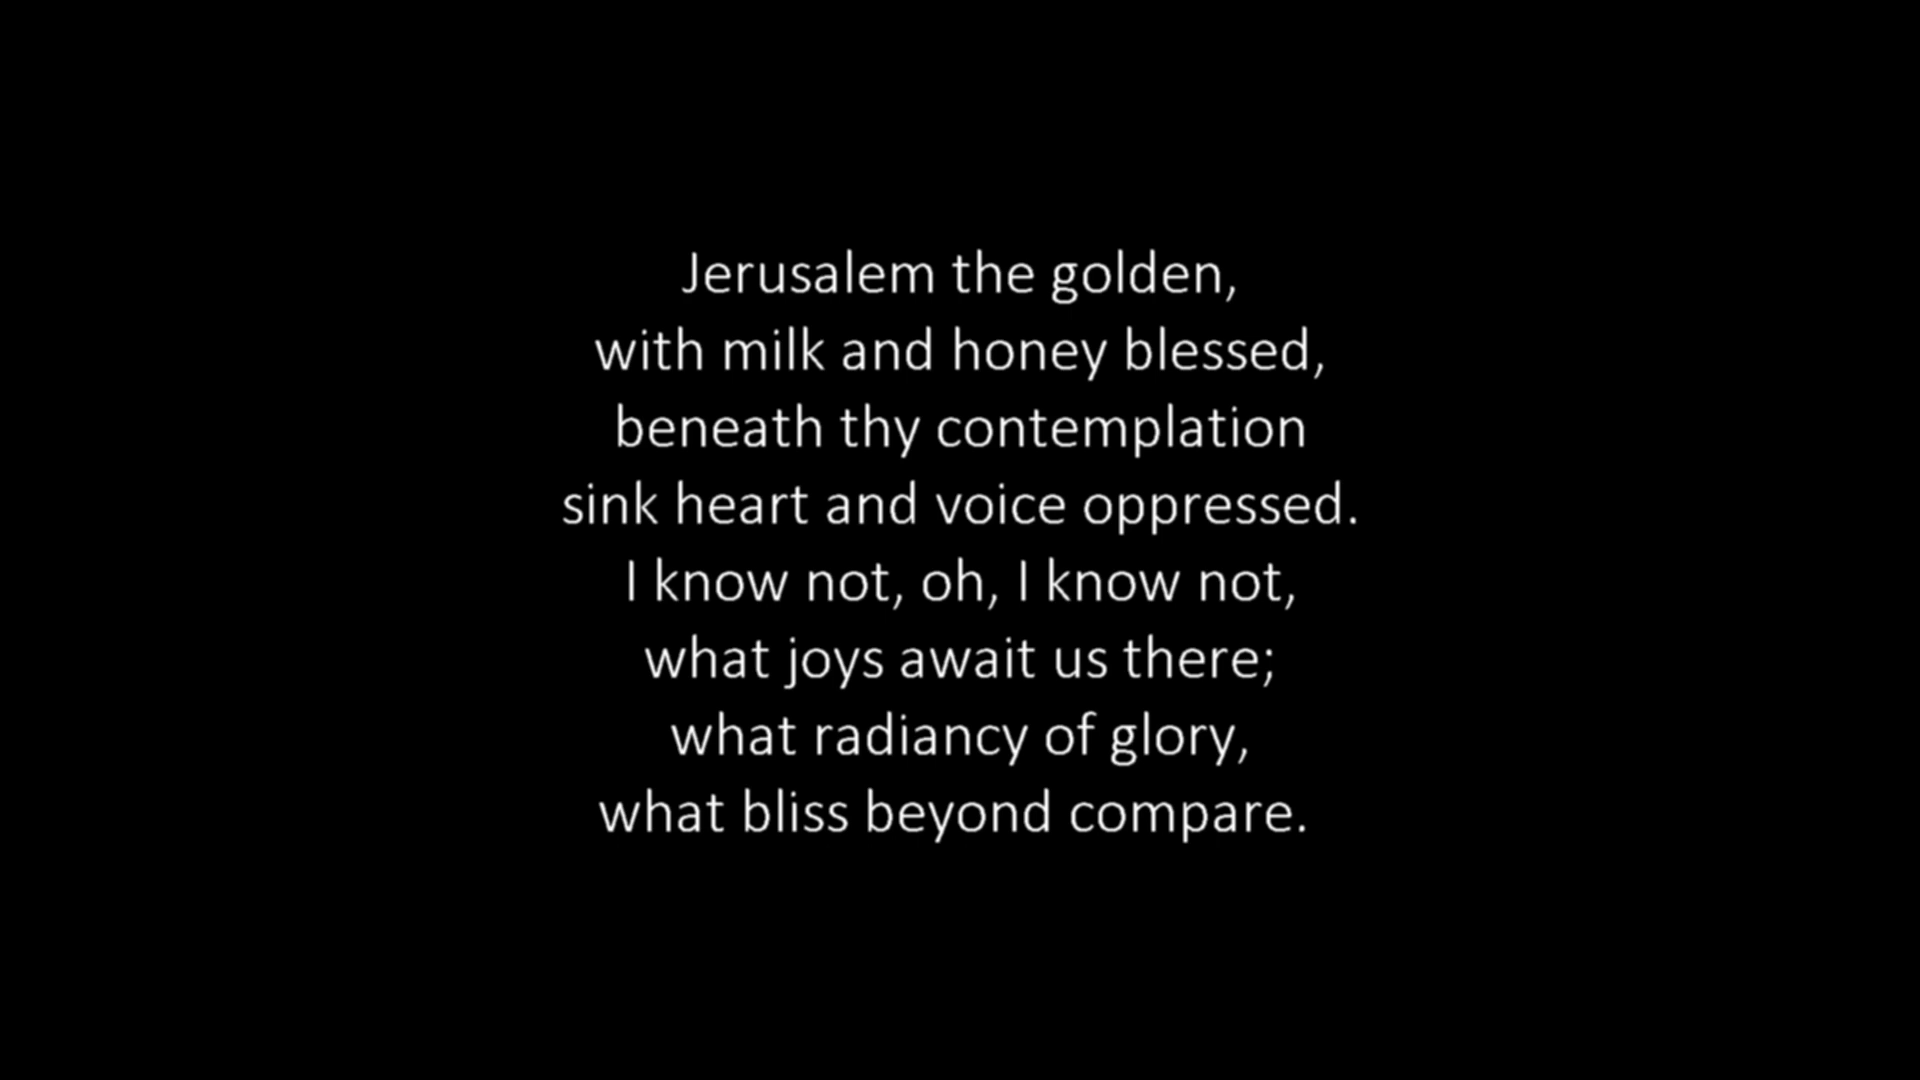 Jerusalem the golden,
with milk and honey blessed,
beneath thy contemplation
sink heart and voice oppressed.
I know not, oh, I know not,
what joys await us there;
what radiancy of glory,
what bliss beyond compare.